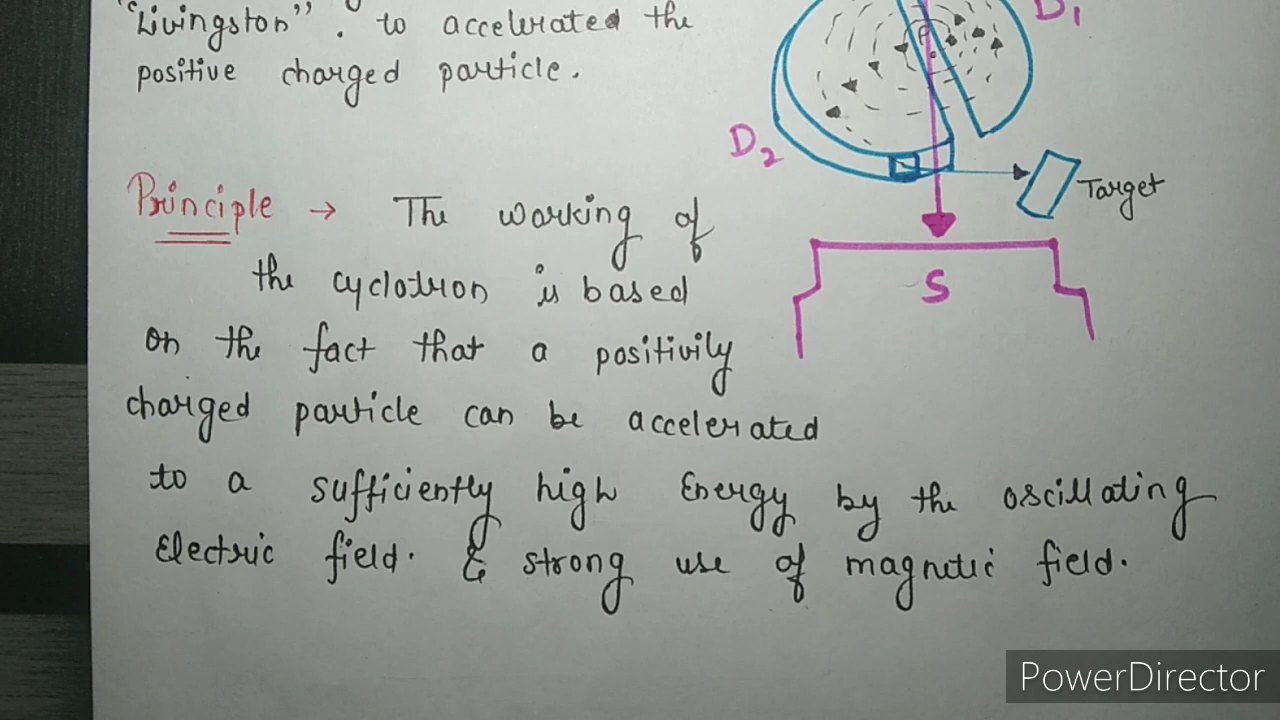 "Livingston". to accelerated the
positive charged particle.
D1
D2
Target
Principle → The working of
the cyclotron is based
S
on the fact that a positivily
charged particle can be accelerated
to a sufficiently high Energy by the oscillating
Electric field. & strong use of magnetic field.
PowerDirector